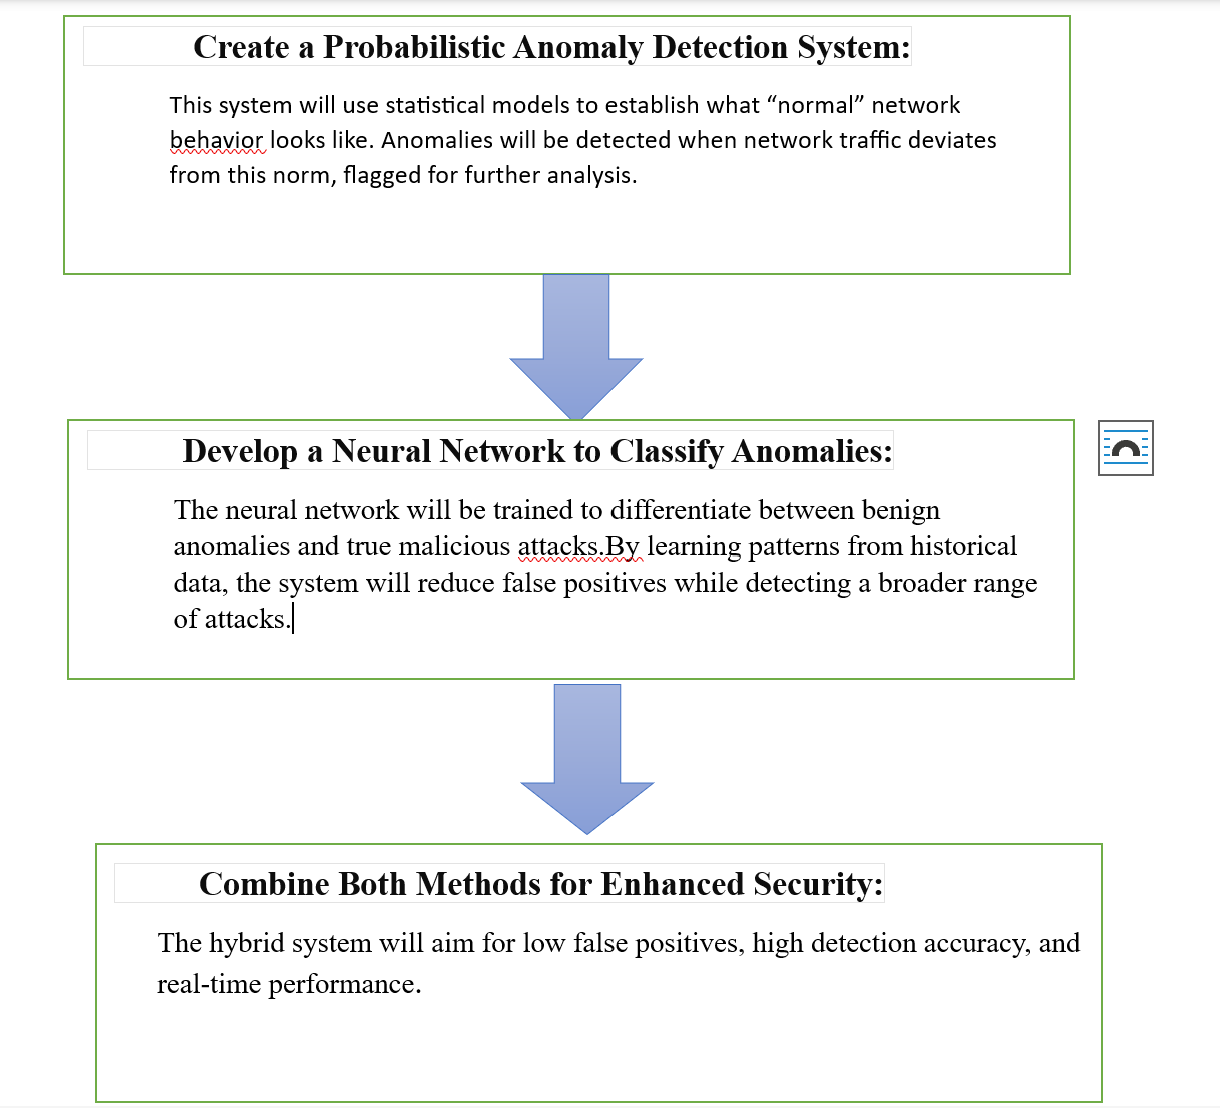 Create a Probabilistic Anomaly Detection System:
This system will use statistical models to establish what “normal” network
behavior looks like. Anomalies will be detected when network traffic deviates
from this norm, flagged for further analysis.
Develop a Neural Network to Classify Anomalies:
The neural network will be trained to differentiate between benign
anomalies and true malicious attacks.By learning patterns from historical
data, the system will reduce false positives while detecting a broader range
of attacks.
Combine Both Methods for Enhanced Security:
The hybrid system will aim for low false positives, high detection accuracy, and
real-time performance.